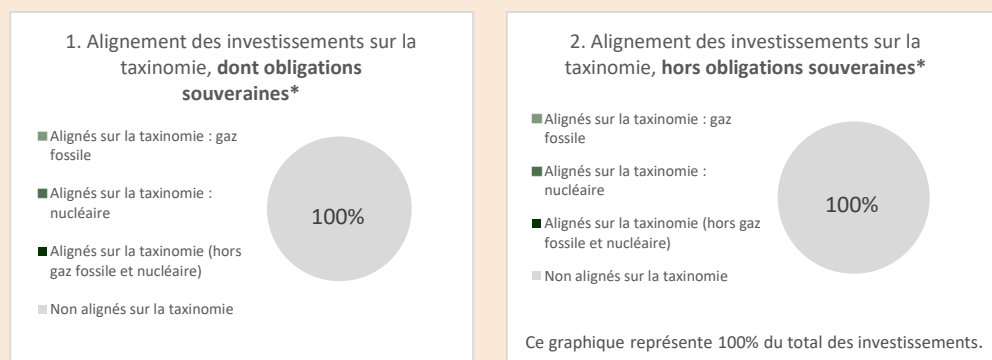 1. Alignement des investissements sur la
taxinomie, dont obligations
souveraines*
Alignés sur la taxinomie : gaz
fossile
Alignés sur la taxinomie :
nucléaire
Alignés sur la taxinomie (hors
gaz fossile et nucléaire)
Non alignés sur la taxinomie
100%
2. Alignement des investissements sur la
taxinomie, hors obligations souveraines*
Alignés sur la taxinomie : gaz
fossile
Alignés sur la taxinomie :
nucléaire
Alignés sur la taxinomie (hors gaz
fossile et nucléaire)
Non alignés sur la taxinomie
100%
Ce graphique représente 100% du total des investissements.